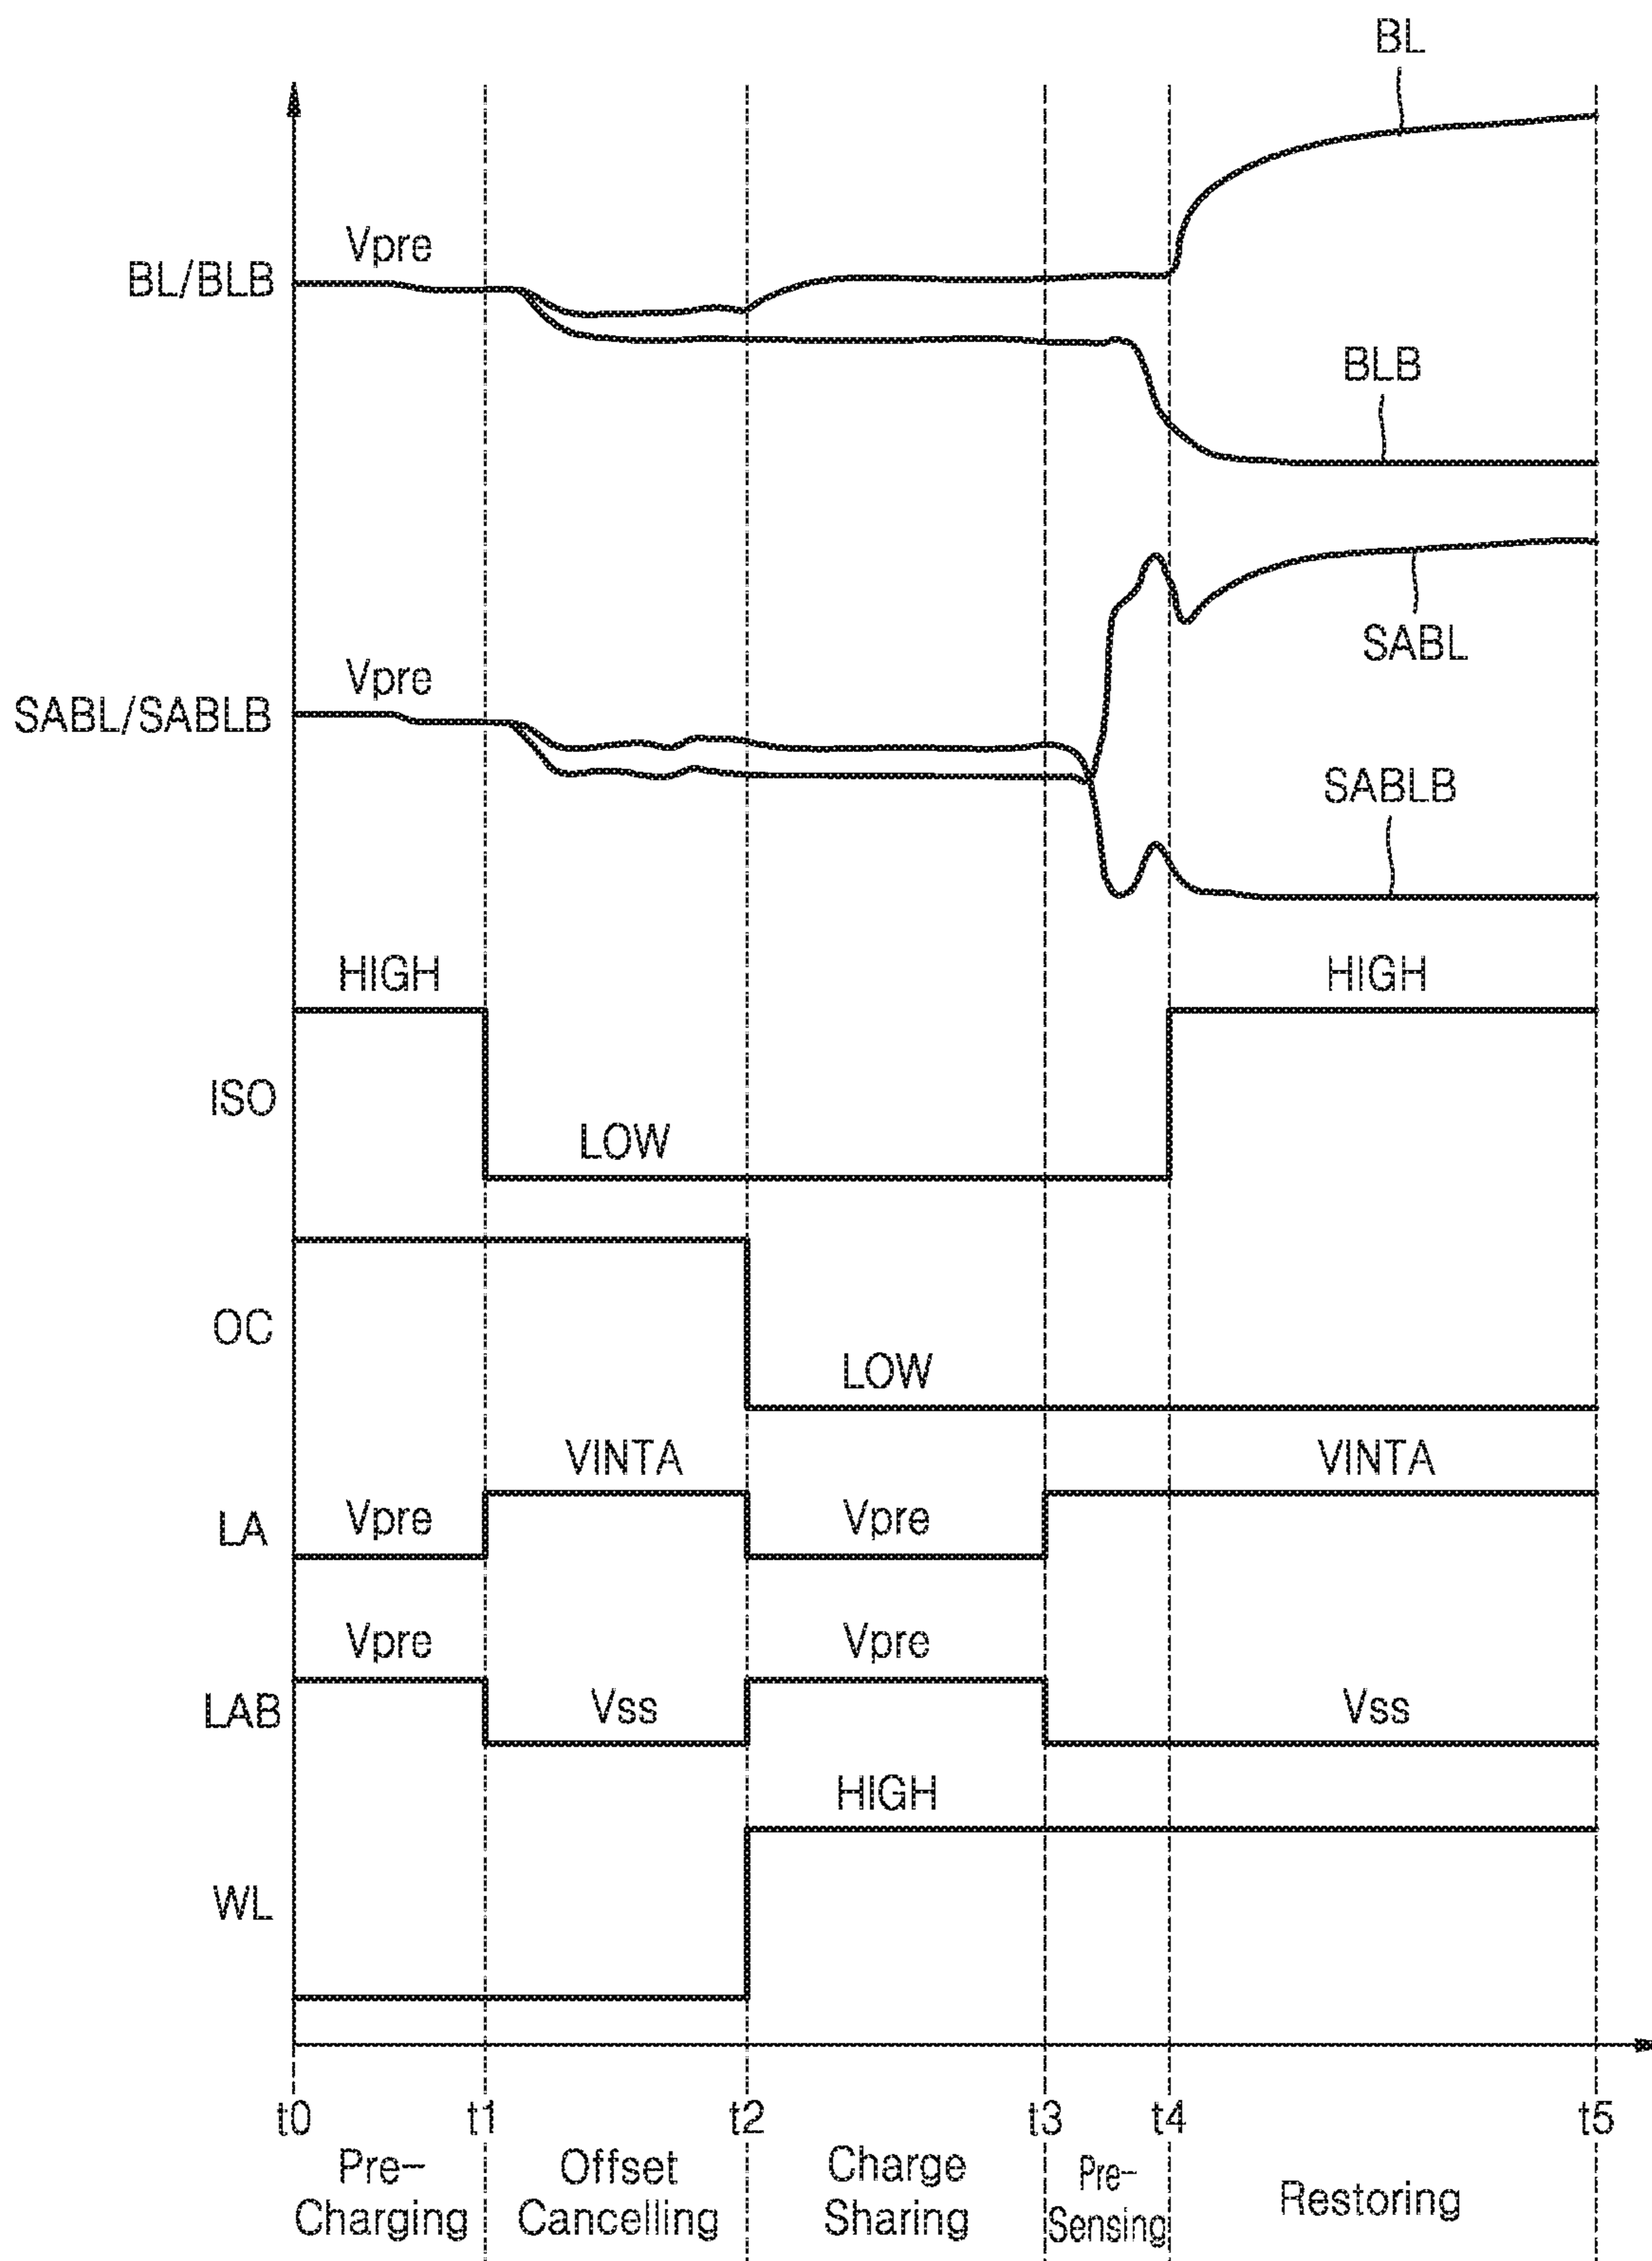 BL
Vpre
BL/BLB
BLB
Vpre
SABL/SABLB
SABL
SABLB
HIGH
HIGH
ISO
LOW
OC
LOW
VINTA
VINTA
LA
Vpre
Vpre
Vpre
Vpre
LAB
Vss
Vss
HIGH
WL
t0
t1
t2
t3
t4
t5
Pre-
Charging
Offset
Cancelling
Charge
Sharing
Pre-
Sensing
Restoring